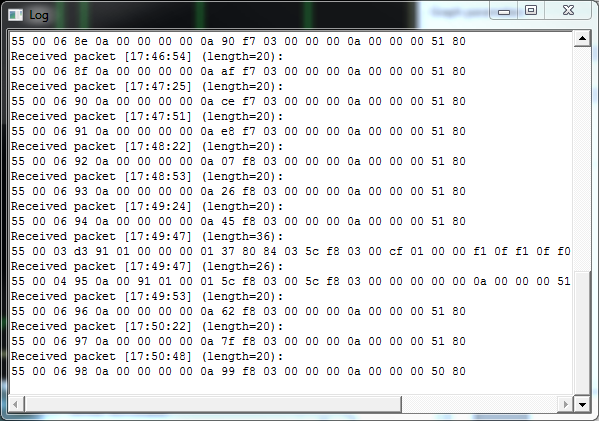 Graph pane
Log
55 00 06 8e 0a 00 00 00 00 0a 90 f7 03 00 00 00 0a 00 00 00 51 80
Received packet [17:46:54] (length=20):
55 00 06 8f 0a 00 00 00 00 0a af f7 03 00 00 00 0a 00 00 00 51 80
Received packet [17:47:25] (length=20):
55 00 06 90 0a 00 00 00 00 0a ce f7 03 00 00 00 0a 00 00 00 51 80
Received packet [17:47:51] (length=20):
55 00 06 91 0a 00 00 00 00 0a e8 f7 03 00 00 00 0a 00 00 00 51 80
Received packet [17:48:22] (length=20):
55 00 06 92 0a 00 00 00 00 0a 07 f8 03 00 00 00 0a 00 00 00 51 80
Received packet [17:48:53] (length=20):
55 00 06 93 0a 00 00 00 00 0a 26 f8 03 00 00 00 0a 00 00 00 51 80
Received packet [17:49:24] (length=20):
55 00 06 94 0a 00 00 00 00 0a 45 f8 03 00 00 00 0a 00 00 00 51 80
Received packet [17:49:47] (length=36):
55 00 03 d3 91 01 00 00 00 01 37 80 84 03 5c f8 03 00 cf 01 00 00 f1 0f f1 0f f0
Received packet [17:49:47] (length=26):
55 00 04 95 0a 00 91 01 00 01 5c f8 03 00 5c f8 03 00 00 00 00 00 0a 00 00 00 51
Received packet [17:49:53] (length=20):
55 00 06 96 0a 00 00 00 00 0a 62 f8 03 00 00 00 0a 00 00 00 51 80
Received packet [17:50:22] (length=20):
55 00 06 97 0a 00 00 00 00 0a 7f f8 03 00 00 00 0a 00 00 00 51 80
Received packet [17:50:48] (length=20):
55 00 06 98 0a 00 00 00 00 0a 99 f8 03 00 00 00 0a 00 00 00 50 80